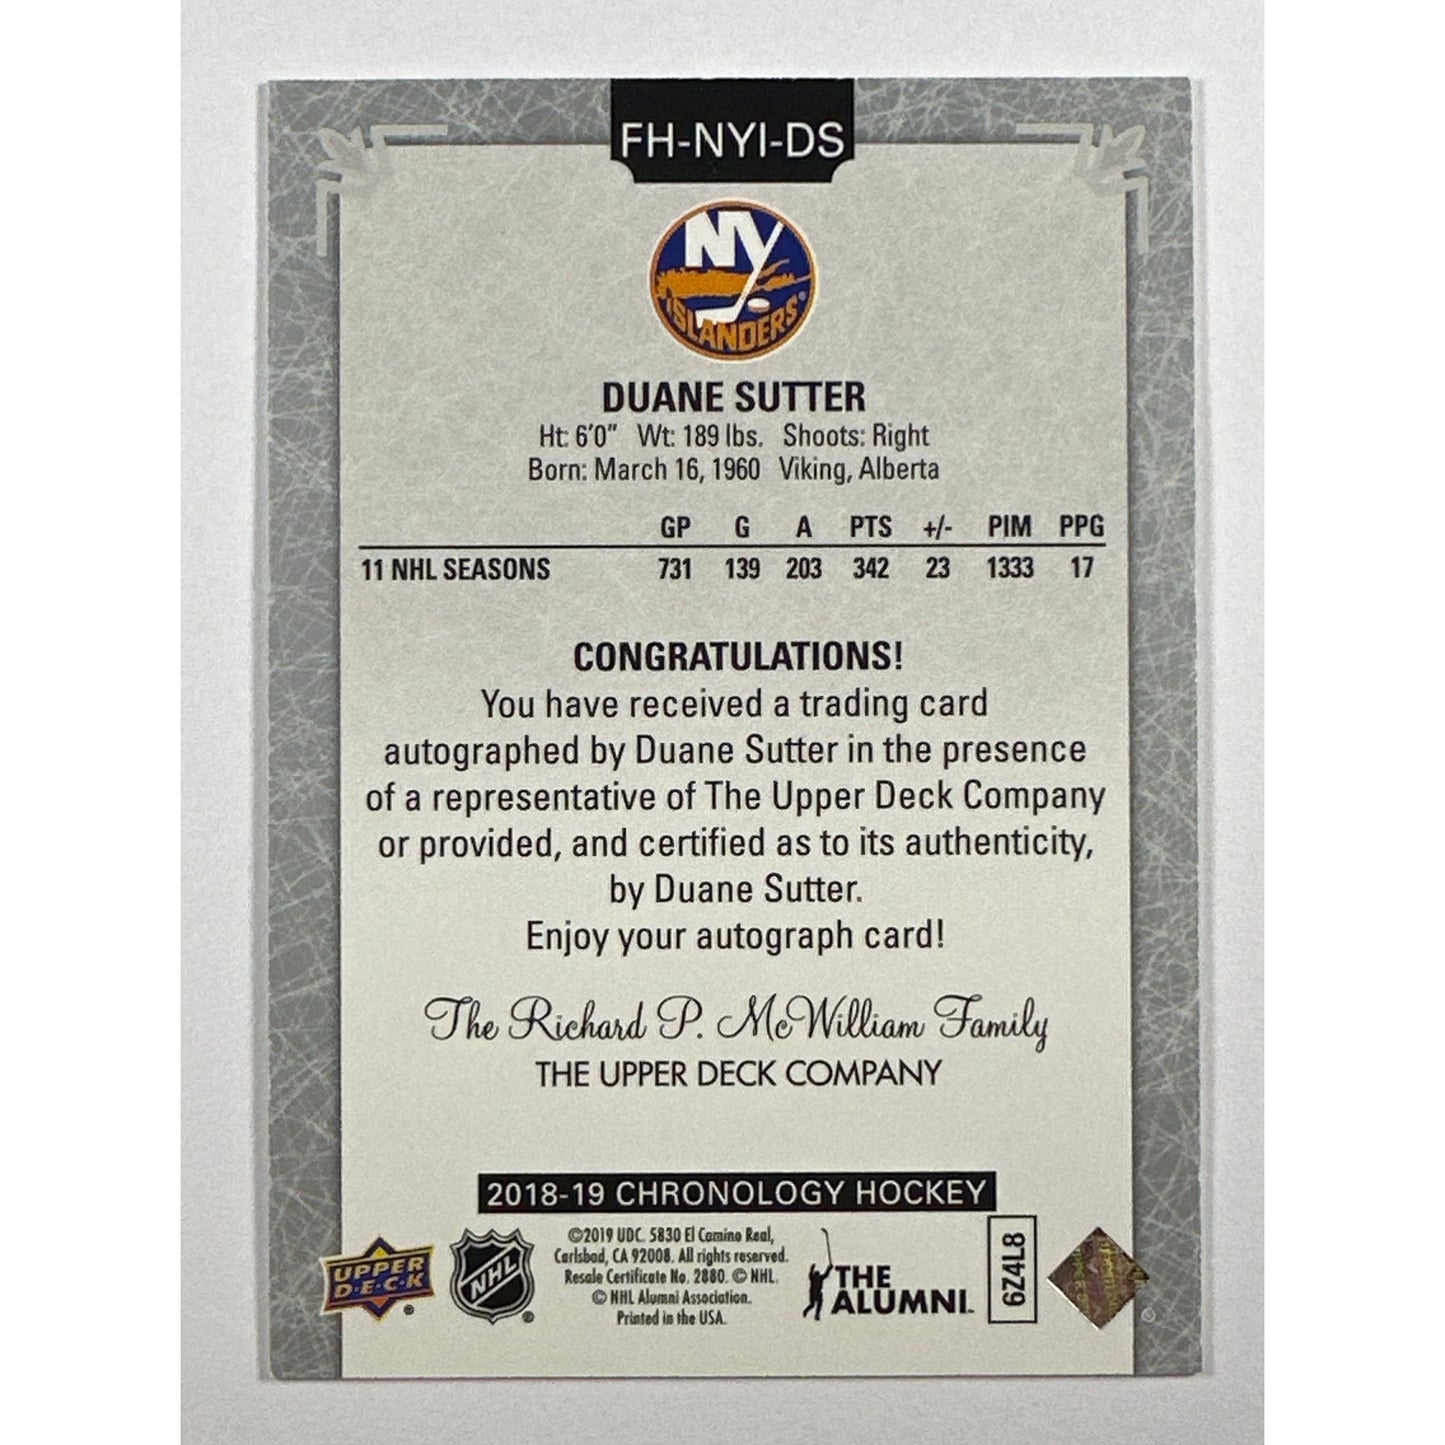 FH-NYI-DS
NY
ISLANDERS
DUANE SUTTER
Ht: 6'0" Wt: 189 lbs. Shoots: Right
Born: March 16, 1960 Viking, Alberta
GP G A PTS +/- PIM PPG
11 NHL SEASONS 731 139 203 342 23 1333 17
CONGRATULATIONS!
You have received a trading card
autographed by Duane Sutter in the presence
of a representative of The Upper Deck Company
or provided, and certified as to its authenticity,
by Duane Sutter.
Enjoy your autograph card!
The Richard P. McWilliam Family
THE UPPER DECK COMPANY
2018-19 CHRONOLOGY HOCKEY
UPPER
D·E·C·K
NHL
©2019 UDC. 5830 El Camino Real,
Carlsbad, CA 92008. All rights reserved.
Resale Certificate No. 2880. © NHL.
© NHL Alumni Association.
Printed in the USA.
THE
ALUMNI
6Z4L8